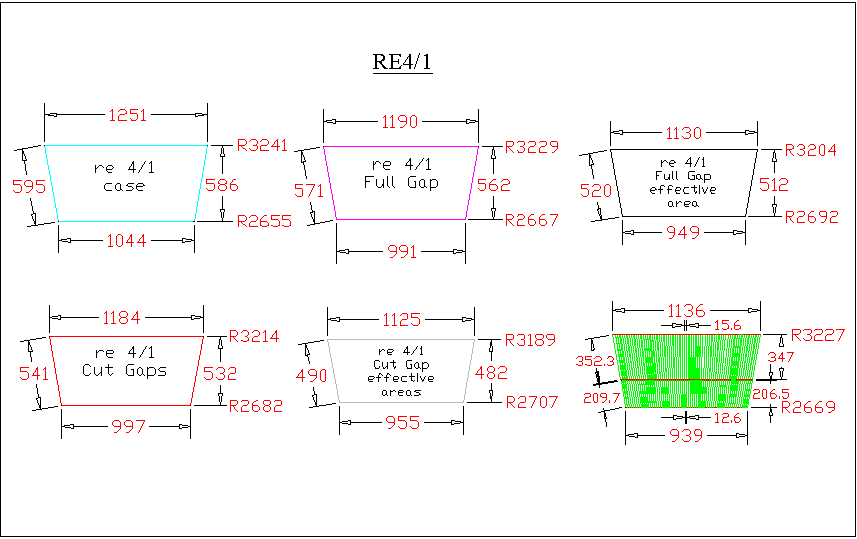 RE4/1
1251
R3241
re 4/1
case
595
586
R2655
1044
1190
R3229
re 4/1
Full Gap
571
562
R2667
991
1130
R3204
re 4/1
Full Gap
effective
area
520
512
R2692
949
1184
R3214
re 4/1
Cut Gaps
541
532
R2682
997
1125
R3189
re 4/1
Cut Gap
effective
areas
490
482
R2707
955
1136
15.6
R3227
352.3
347
209.7
206.5
R2669
12.6
939